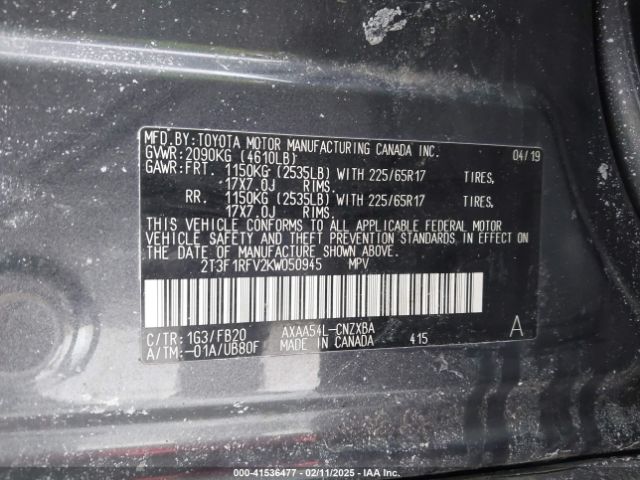 MFD.BY:TOYOTA MOTOR MANUFACTURING CANADA INC.
GVWR:2090KG (4610LB) 04/19
GAWR:FRT. 1150KG (2535LB) WITH 225/65R17 TIRES,
17X7.0J RIMS.
RR. 1150KG (2535LB) WITH 225/65R17 TIRES,
17X7.0J RIMS.
THIS VEHICLE CONFORMS TO ALL APPLICABLE FEDERAL MOTOR
VEHICLE SAFETY AND THEFT PREVENTION STANDARDS IN EFFECT
ON THE DATE OF MANUFACTURE SHOWN ABOVE.
2T3F1RFV2KW050945 MPV
C/TR:1G3/FB20 AXAA54L-CNZXBA A
A/TM:-01A/UB80F MADE IN CANADA 415
02-41536477 - 02/11/2025 - IAA Inc.